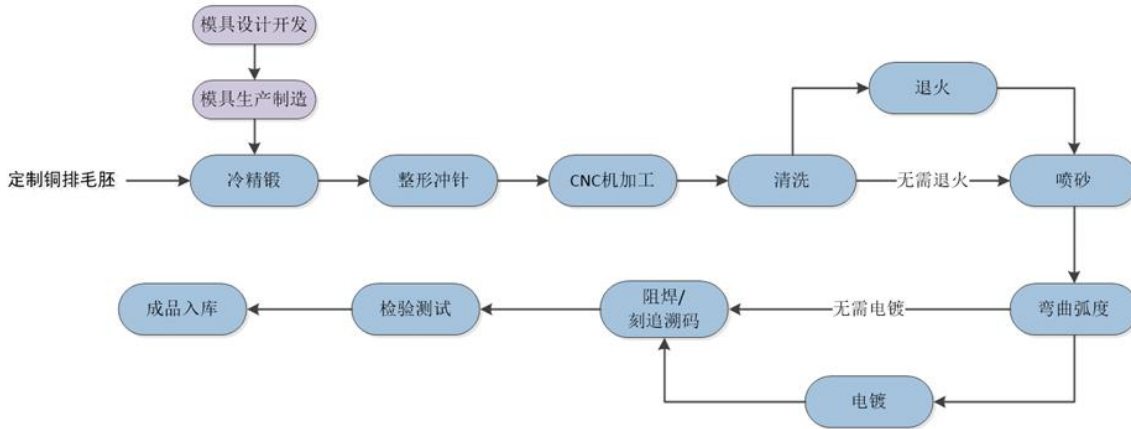 模具设计开发
模具生产制造
退火
定制铜排毛胚
冷精锻
整形冲针
CNC机加工
清洗
无需退火
喷砂
成品入库
检验测试
阻焊/
刻追溯码
无需电镀
弯曲弧度
电镀